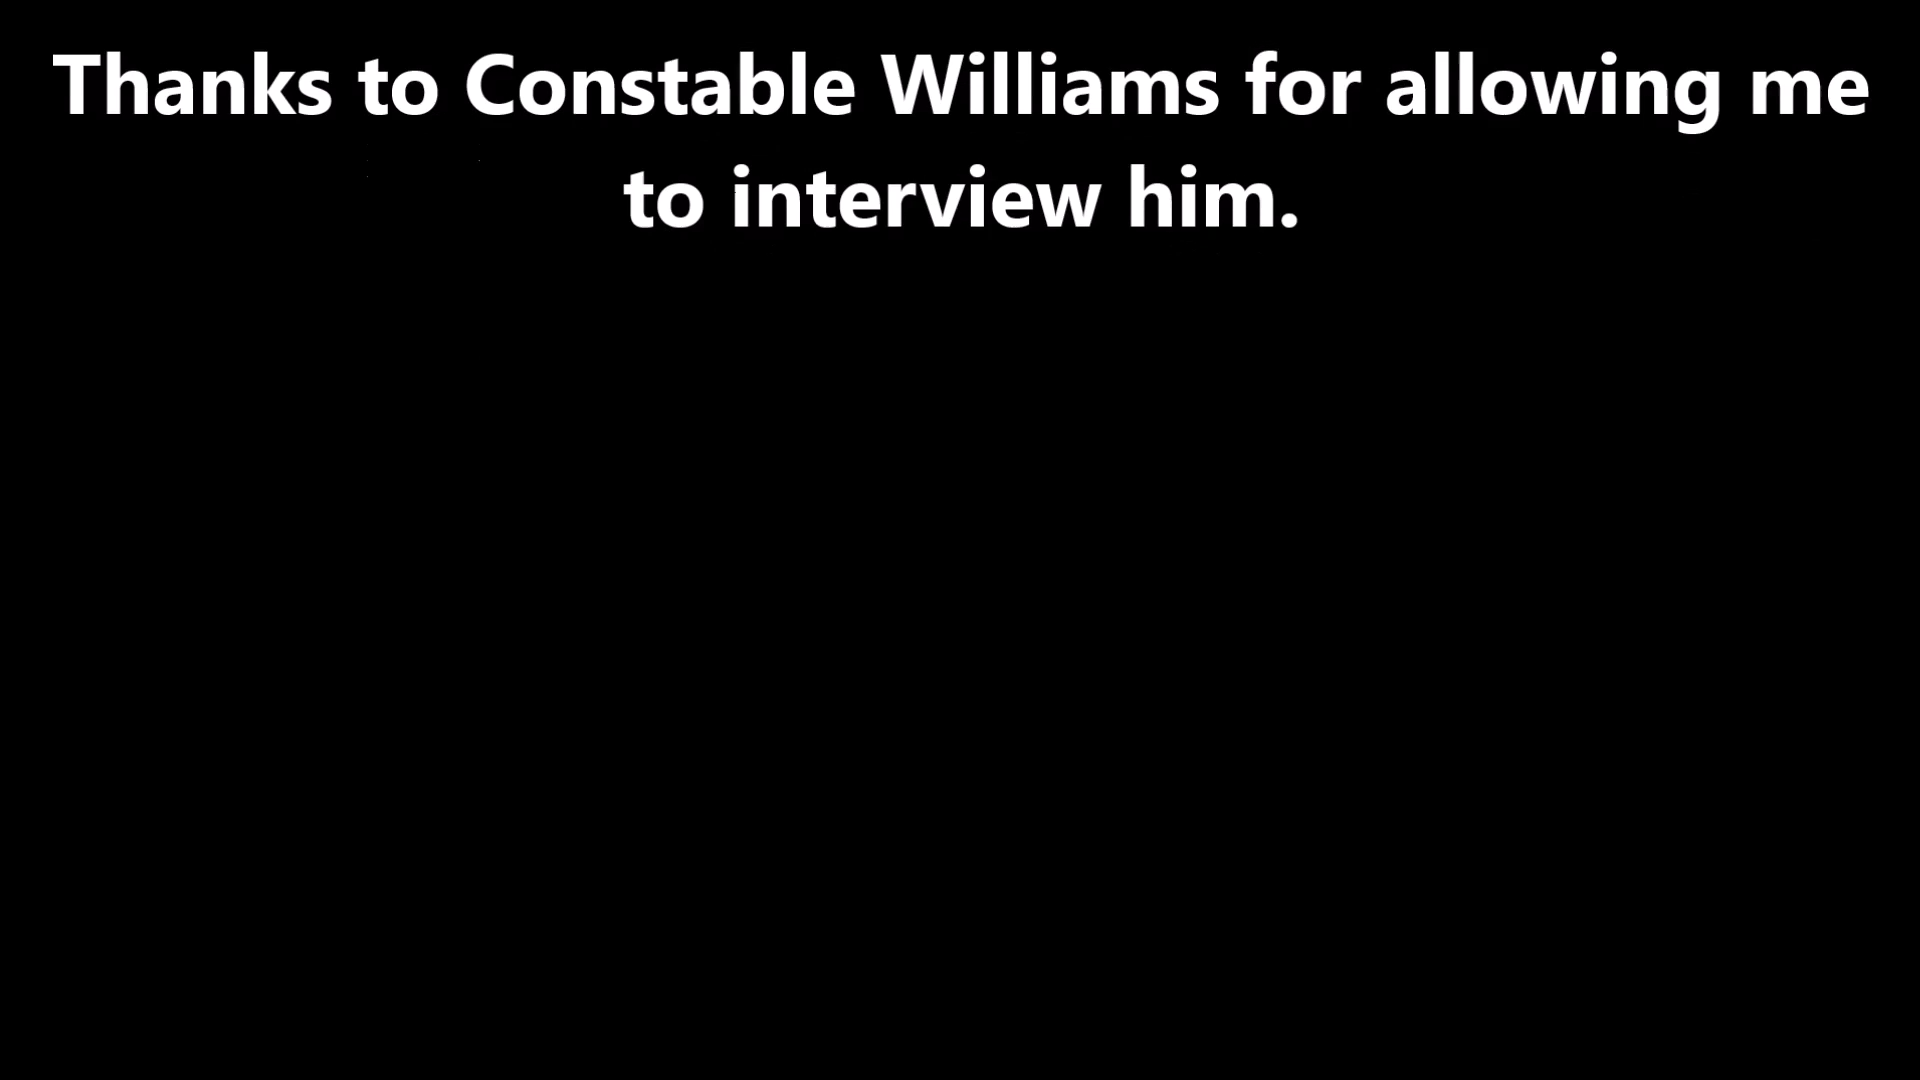 Thanks to Constable Williams for allowing me
to interview him.